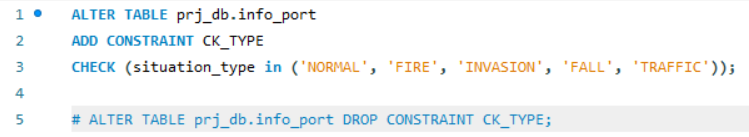 1 ALTER TABLE prj_db.info_port
2 ADD CONSTRAINT CK_TYPE
3 CHECK (situation_type in ('NORMAL', 'FIRE', 'INVASION', 'FALL', 'TRAFFIC'));
4
5 # ALTER TABLE prj_db.info_port DROP CONSTRAINT CK_TYPE;